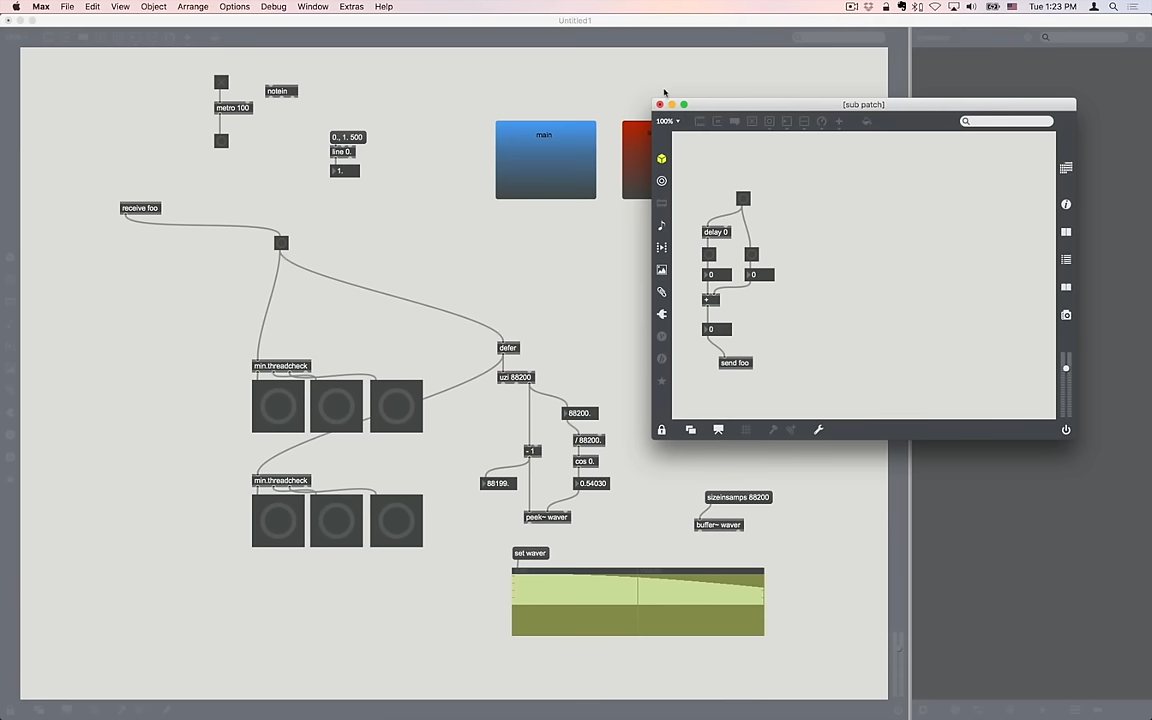 Max File Edit View Object Arrange Options Debug Window Extras Help
Tue 1:23 PM
Untitled1
notein
metro 100
0., 1. 500
line 0.
1.
main
receive foo
defer
min.threadcheck
uzi 88200
88200.
/ 88200.
- 1
cos 0.
min.threadcheck
88199.
0.54030
peek~ waver
sizeinsamps 88200
buffer~ waver
set waver
[sub patch]
100%
delay 0
0
0
+
0
send foo